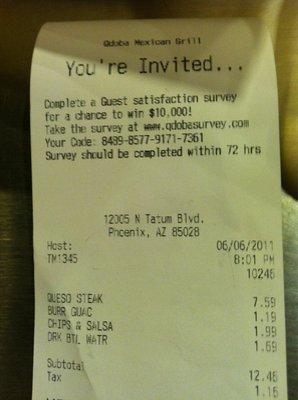 Qdoba Mexican Grill
You're Invited...
Complete a Guest satisfaction survey
for a chance to win $10,000!
Take the survey at www.qdobasurvey.com
Your Code: 8489-8577-9171-7361
Survey should be completed within 72 hrs
12005 N Tatum Blvd.
Phoenix, AZ 85028
Host: 06/06/2011
TM1345 8:01 PM
10246
QUESO STEAK 7.59
BURR GUAC 1.19
CHIPS & SALSA 1.99
DRK BTL WATR 1.69
Subtotal 12.46
Tax 1.16